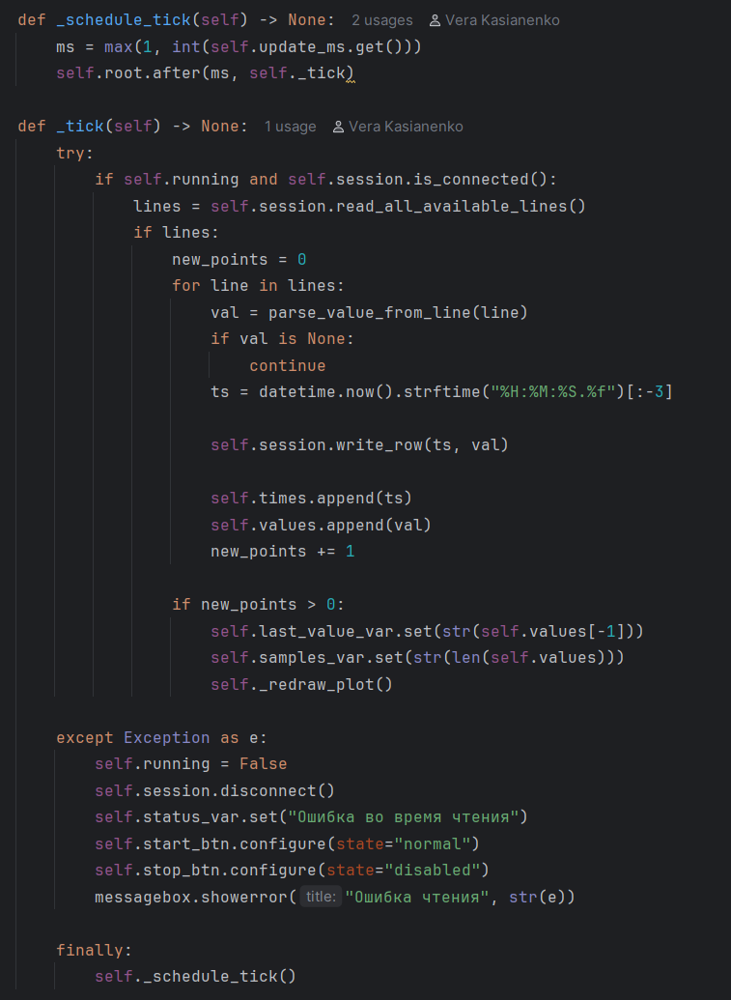 def _schedule_tick(self) -> None: 2 usages Vera Kasianenko
    ms = max(1, int(self.update_ms.get()))
    self.root.after(ms, self._tick)
def _tick(self) -> None: 1 usage Vera Kasianenko
    try:
        if self.running and self.session.is_connected():
            lines = self.session.read_all_available_lines()
            if lines:
                new_points = 0
                for line in lines:
                    val = parse_value_from_line(line)
                    if val is None:
                        continue
                    ts = datetime.now().strftime("%H:%M:%S.%f")[:-3]
                    self.session.write_row(ts, val)
                    self.times.append(ts)
                    self.values.append(val)
                    new_points += 1
                if new_points > 0:
                    self.last_value_var.set(str(self.values[-1]))
                    self.samples_var.set(str(len(self.values)))
                    self._redraw_plot()
    except Exception as e:
        self.running = False
        self.session.disconnect()
        self.status_var.set("Ошибка во время чтения")
        self.start_btn.configure(state="normal")
        self.stop_btn.configure(state="disabled")
        messagebox.showerror( title: "Ошибка чтения", str(e))
    finally:
        self._schedule_tick()